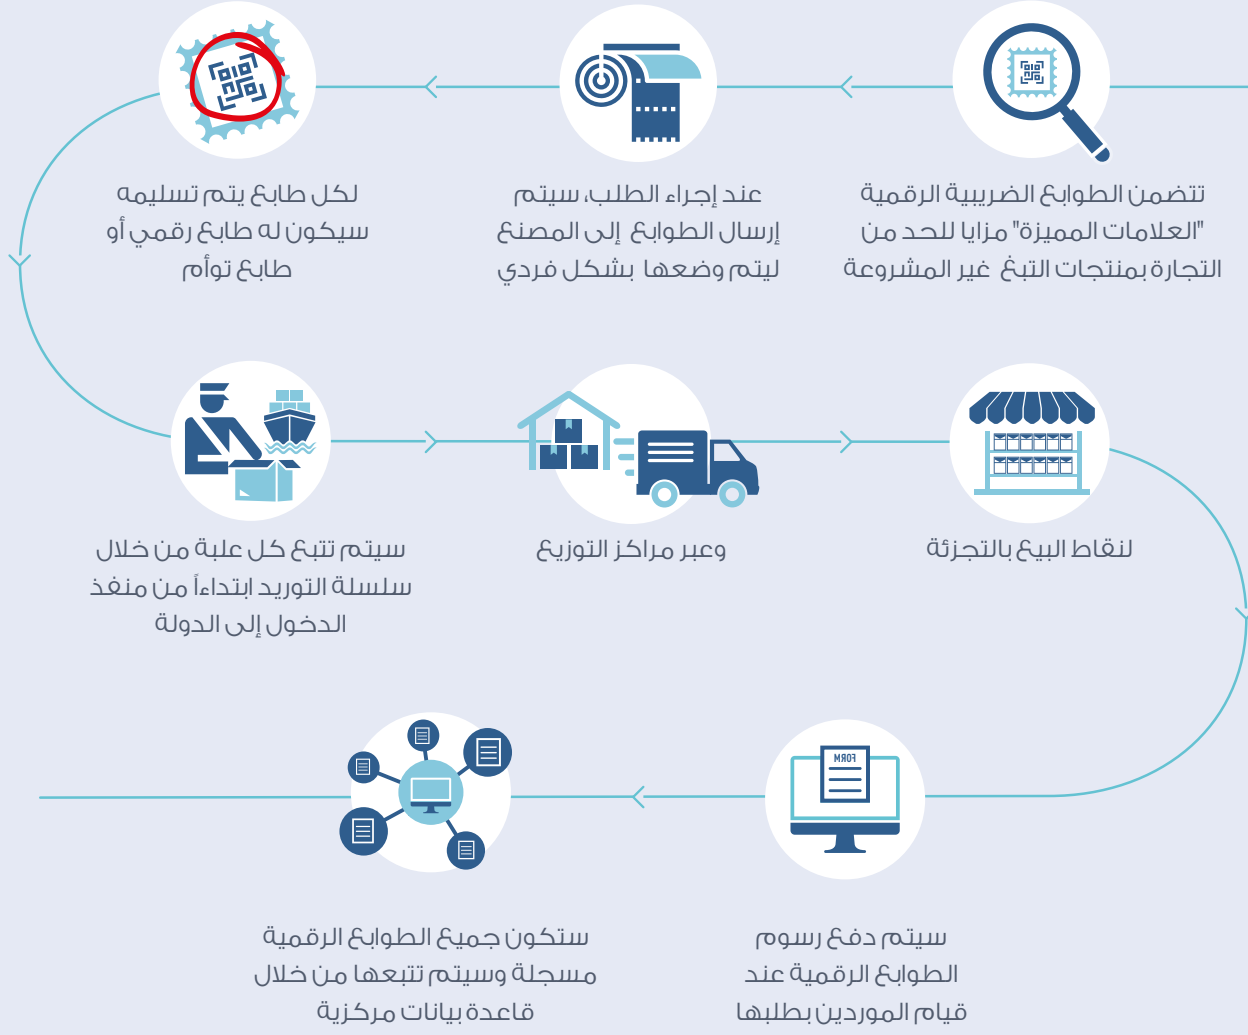 تتضمن الطوابع الضريبية الرقمية
"العلامات المميزة" مزايا للحد من
التجارة بمنتجات التبغ غير المشروعة
عند إجراء الطلب، سيتم
إرسال الطوابع إلى المصنع
ليتم وضعها بشكل فردي
لكل طابع يتم تسليمه
سيكون له طابع رقمي أو
طابع توأم
سيتم تتبع كل علبة من خلال
سلسلة التوريد ابتداءاً من منفذ
الدخول إلى الدولة
وعبر مراكز التوزيع
لنقاط البيع بالتجزئة
FORM
سيتم دفع رسوم
الطوابع الرقمية عند
قيام الموردين بطلبها
ستكون جميع الطوابع الرقمية
مسجلة وسيتم تتبعها من خلال
قاعدة بيانات مركزية